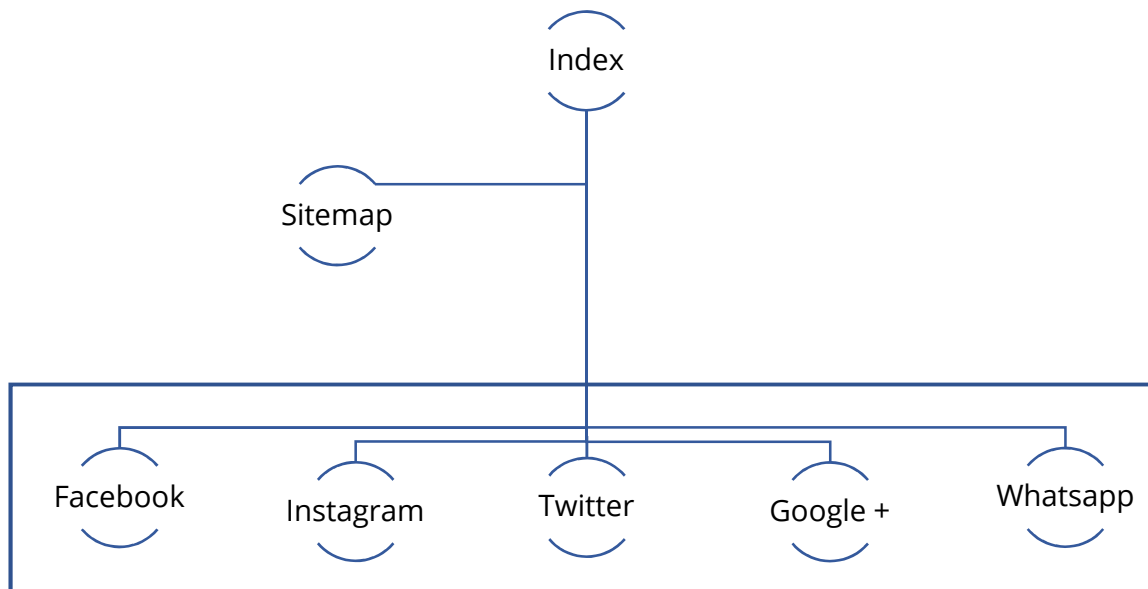 Index
Sitemap
Facebook
Instagram
Twitter
Google +
Whatsapp